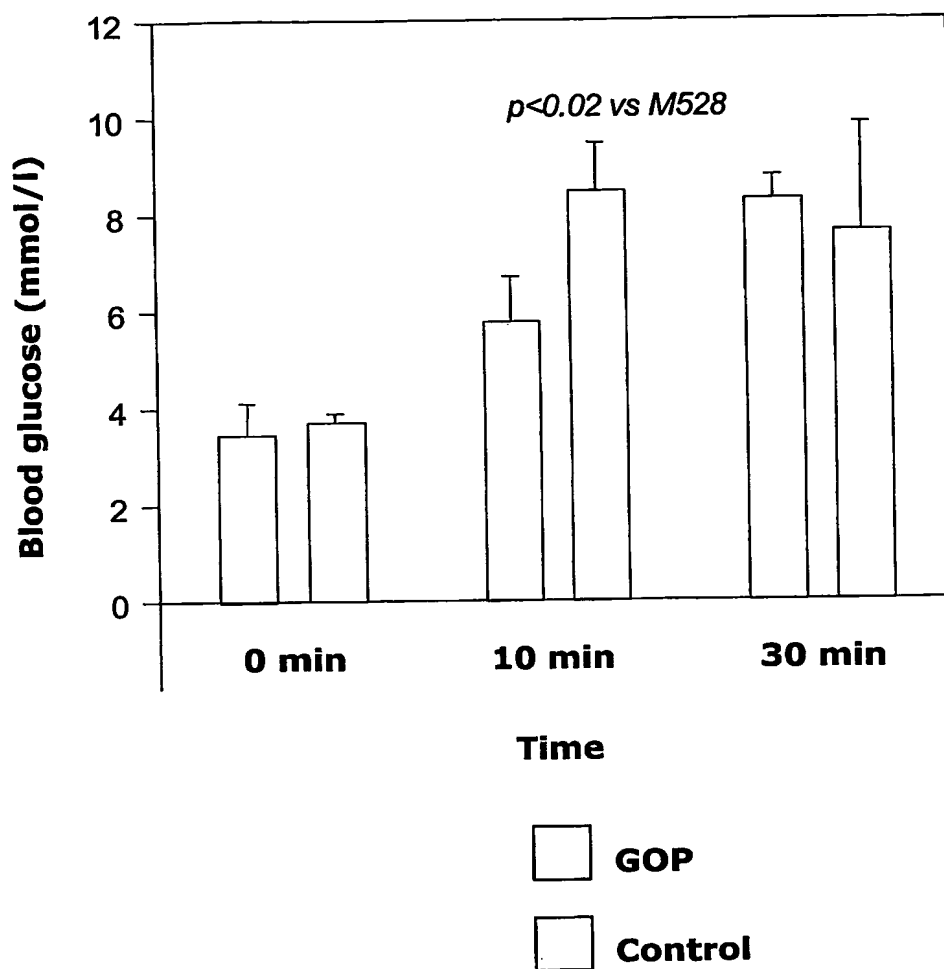 12
10
8
6
4
2
0
Blood glucose (mmol/l)
p<0.02 vs M528
0 min
10 min
30 min
Time
GOP
Control